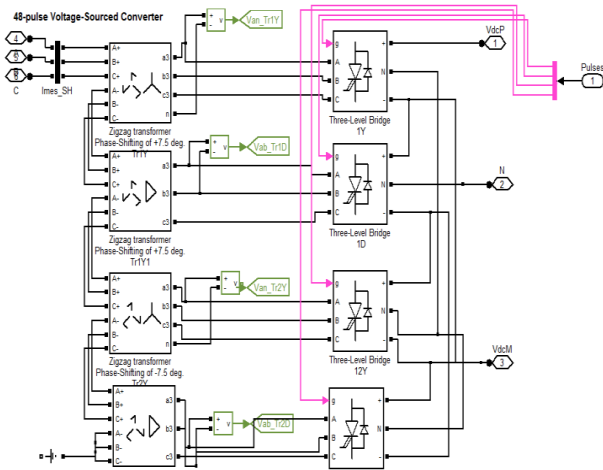 48-pulse Voltage-Sourced Converter
4
C
Imes_SH
A+
B+
C+
A-
B-
C-
a3
b3
c3
n
Zigzag transformer
Phase-Shifting of +7.5 deg.
Tr1Y
+
-
v
Van_Tr1Y
g
A
B
C
+
N
-
Three-Level Bridge
1Y
VdcP
1
Pulses
1
A+
B+
C+
A-
B-
C-
a3
b3
c3
Zigzag transformer
Phase-Shifting of +7.5 deg.
Tr1Y1
+
-
v
Vab_Tr1D
g
A
B
C
+
N
-
Three-Level Bridge
1D
N
2
A+
B+
C+
A-
B-
C-
a3
b3
c3
n
Zigzag transformer
Phase-Shifting of -7.5 deg.
Tr2Y
+
-
v
Van_Tr2Y
g
A
B
C
+
N
-
Three-Level Bridge
12Y
VdcM
3
A+
B+
C+
A-
B-
C-
a3
b3
c3
+
-
v
Vab_Tr2D
g
A
B
C
+
N
-